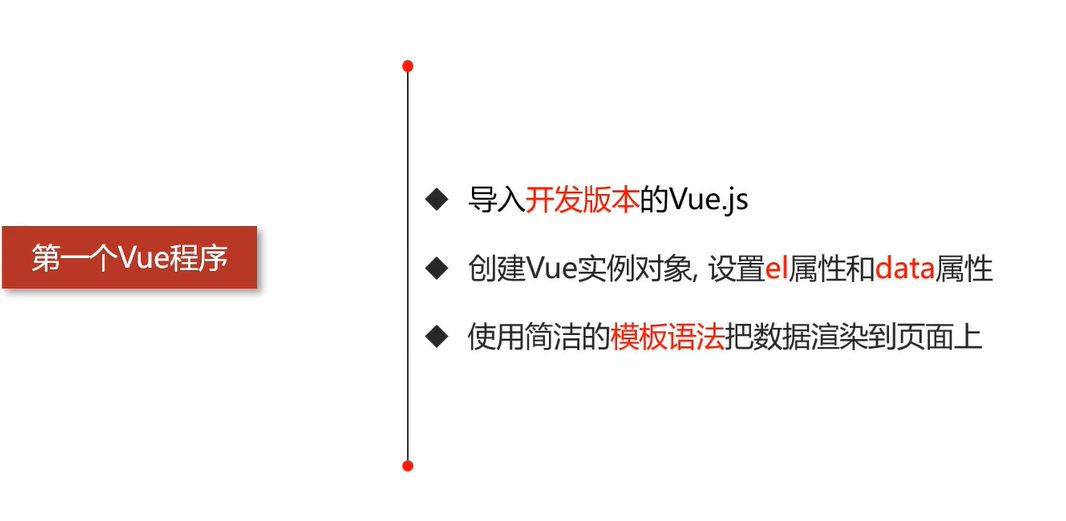 第一个Vue程序
导入开发版本的Vue.js
创建Vue实例对象, 设置el属性和data属性
使用简洁的模板语法把数据渲染到页面上